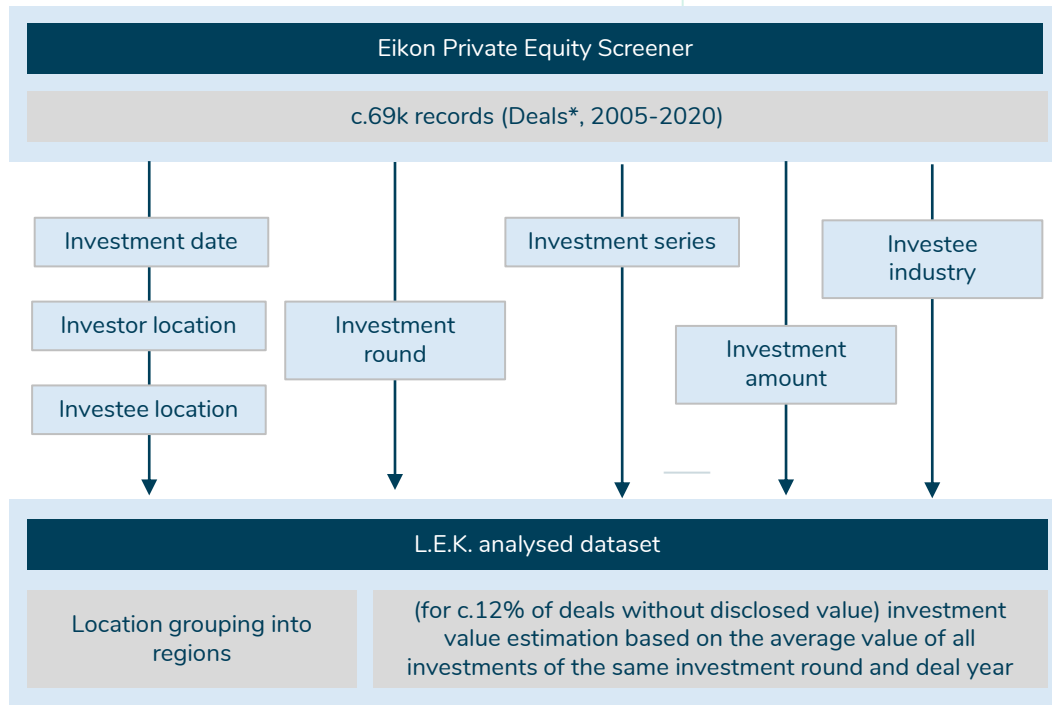 Eikon Private Equity Screener
c.69k records (Deals*, 2005-2020)
Investment date
Investor location
Investee location
Investment
round
Investment series
Investment
amount
Investee
industry
L.E.K. analysed dataset
Location grouping into
regions
(for c.12% of deals without disclosed value) investment
value estimation based on the average value of all
investments of the same investment round and deal year